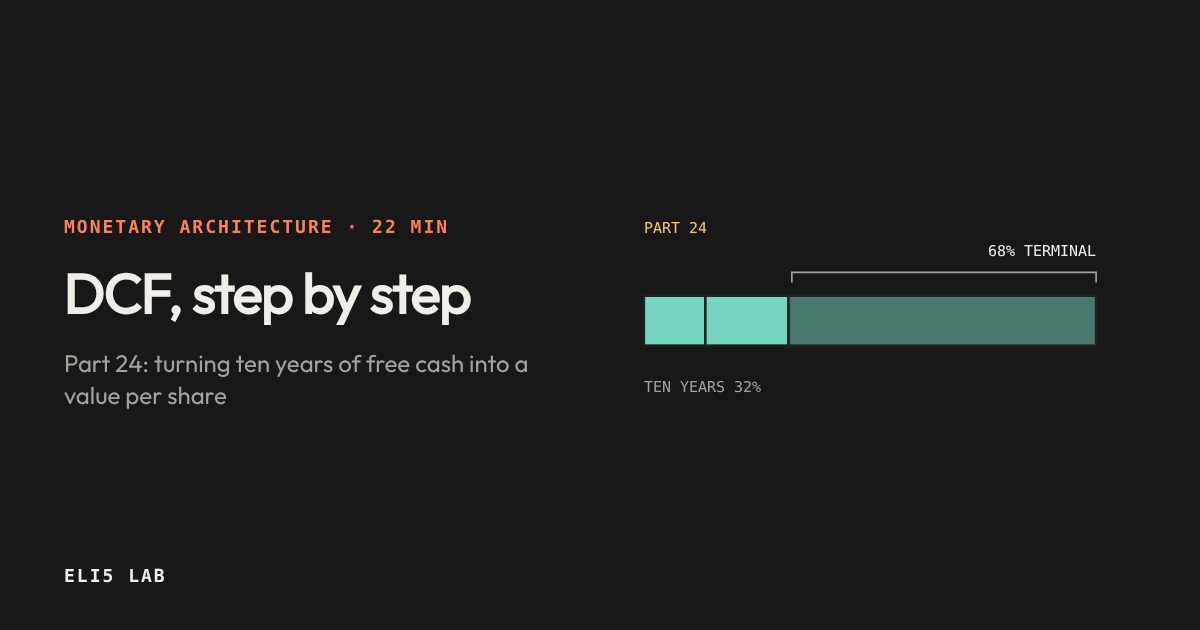 MONETARY ARCHITECTURE · 22 MIN
DCF, step by step
Part 24: turning ten years of free cash into a
value per share
PART 24
68% TERMINAL
TEN YEARS 32%
ELI5 LAB